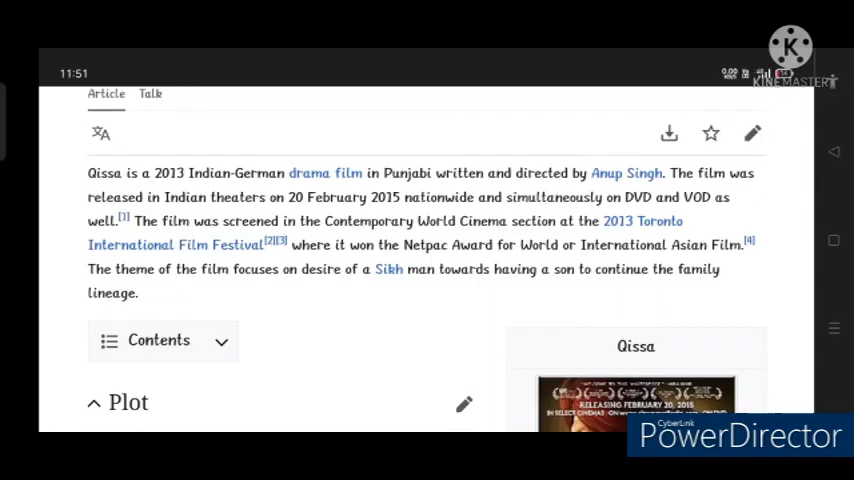 11:51
KINEMASTER
Article Talk
Qissa is a 2013 Indian-German drama film in Punjabi written and directed by Anup Singh. The film was
released in Indian theaters on 20 February 2015 nationwide and simultaneously on DVD and VOD as
well.[1] The film was screened in the Contemporary World Cinema section at the 2013 Toronto
International Film Festival[2][3] where it won the Netpac Award for World or International Asian Film.[4]
The theme of the film focuses on desire of a Sikh man towards having a son to continue the family
lineage.
Contents
Qissa
Plot
RELEASING FEBRUARY 20, 2015
CyberLink
PowerDirector